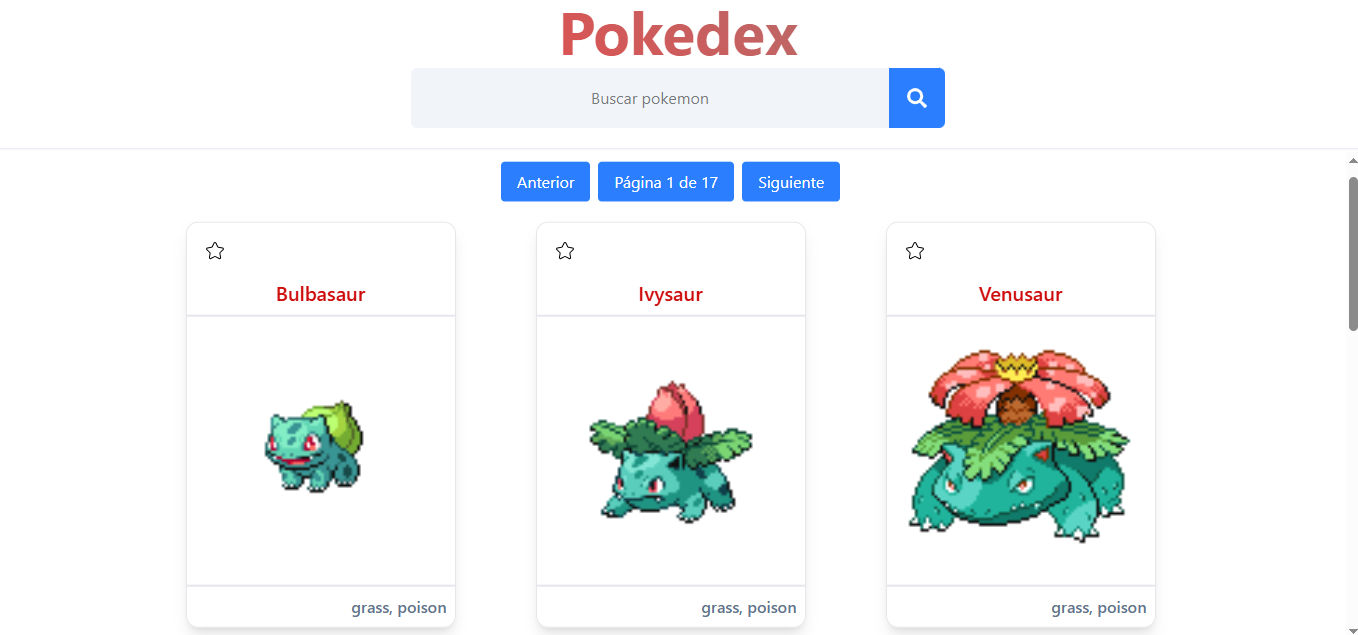 Pokedex
Buscar pokemon
Anterior Página 1 de 17 Siguiente
Bulbasaur Ivysaur Venusaur
grass, poison grass, poison grass, poison